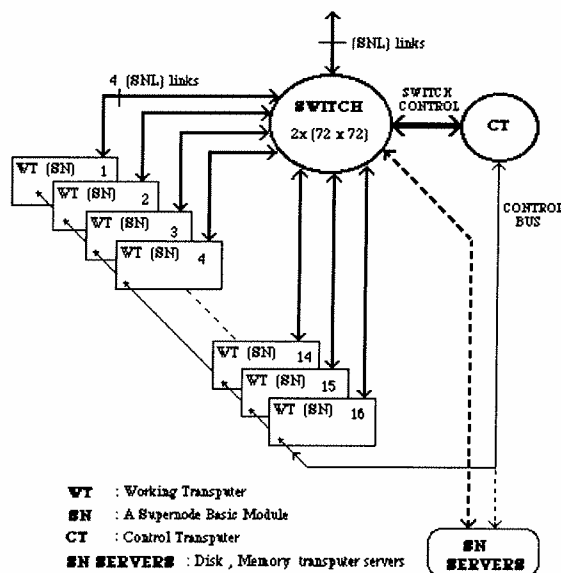 (SNL) links
4 (SNL) links
SWITCH
2x (72 x 72)
SWITCH
CONTROL
CT
WT (SN) 1
WT (SN) 2
WT (SN) 3
WT (SN) 4
CONTROL
BUS
WT (SN) 14
WT (SN) 15
WT (SN) 16
WT : Working Transputer
SN : A Supernode Basic Module
CT : Control Transputer
SN SERVERS : Disk , Memory transputer servers
SN
SERVERS